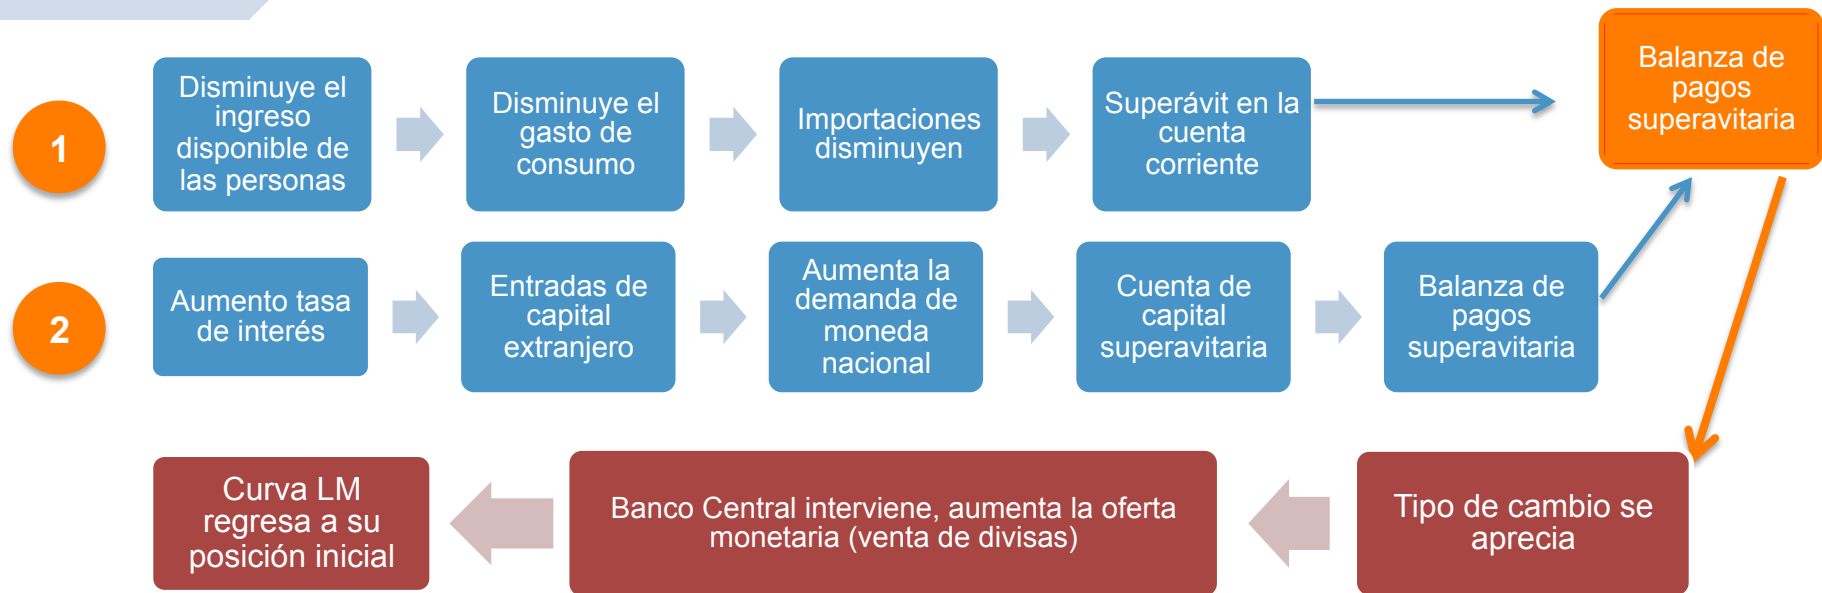 1
Disminuye el
ingreso
disponible de
las personas
Disminuye el
gasto de
consumo
Importaciones
disminuyen
Superávit en la
cuenta
corriente
Balanza de
pagos
superavitaria
2
Aumento tasa
de interés
Entradas de
capital
extranjero
Aumenta la
demanda de
moneda
nacional
Cuenta de
capital
superavitaria
Balanza de
pagos
superavitaria
Tipo de cambio se
aprecia
Banco Central interviene, aumenta la oferta
monetaria (venta de divisas)
Curva LM
regresa a su
posición inicial